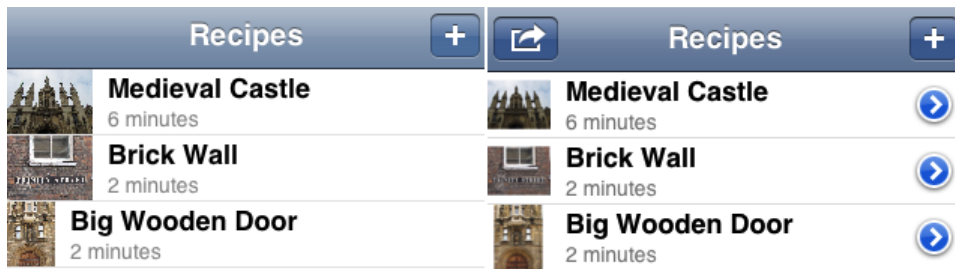 Recipes +
Medieval Castle
6 minutes
Brick Wall
2 minutes
Big Wooden Door
2 minutes
Recipes +
Medieval Castle
6 minutes
Brick Wall
2 minutes
Big Wooden Door
2 minutes